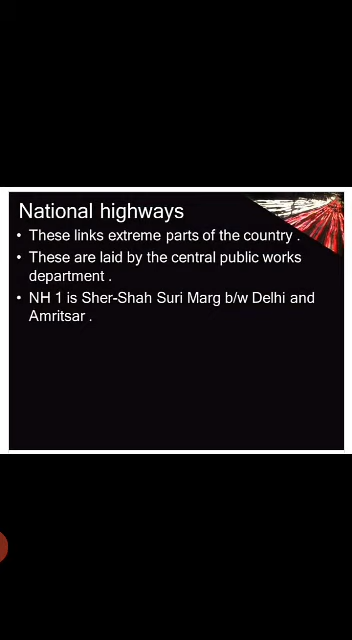 National highways
• These links extreme parts of the country .
• These are laid by the central public works
department .
• NH 1 is Sher-Shah Suri Marg b/w Delhi and
Amritsar .